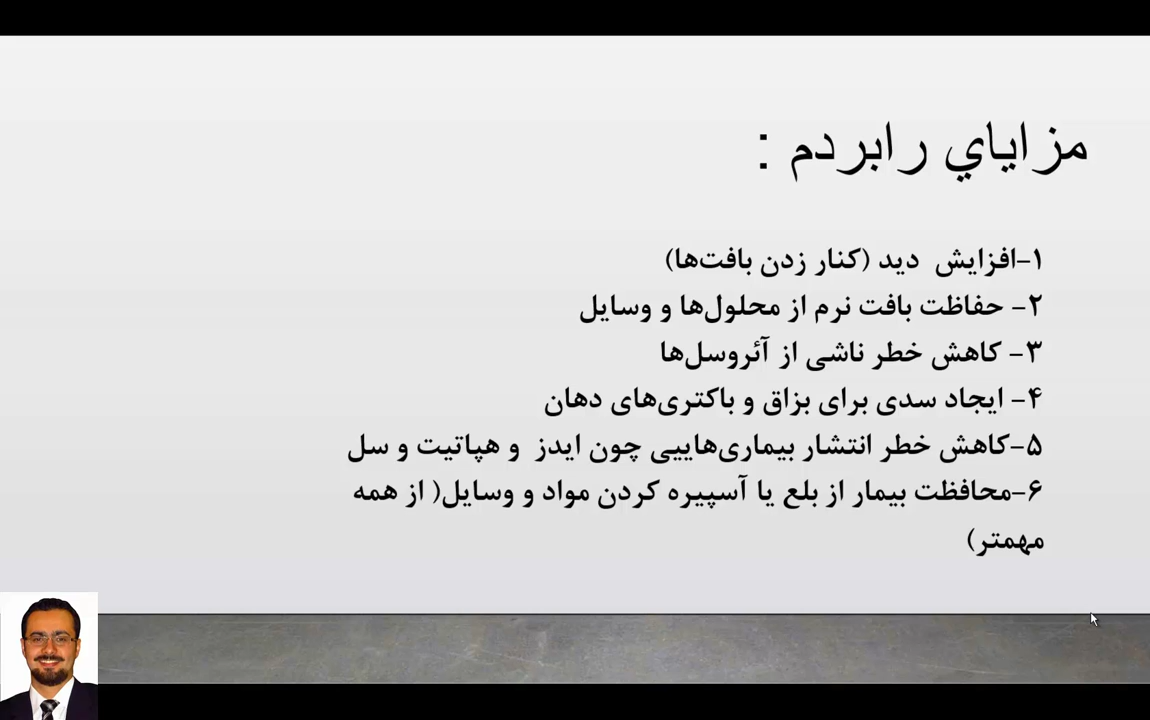 مزاياي رابردم :
۱-افزایش دید (کنار زدن بافت‌ها)
۲- حفاظت بافت نرم از محلول‌ها و وسایل
۳- کاهش خطر ناشی از آئروسل‌ها
۴- ایجاد سدی برای بزاق و باکتری‌های دهان
۵-کاهش خطر انتشار بیماری‌هاییی چون ایدز و هپاتیت و سل
۶-محافظت بیمار از بلع یا آسپیره کردن مواد و وسایل( از همه
مهمتر)